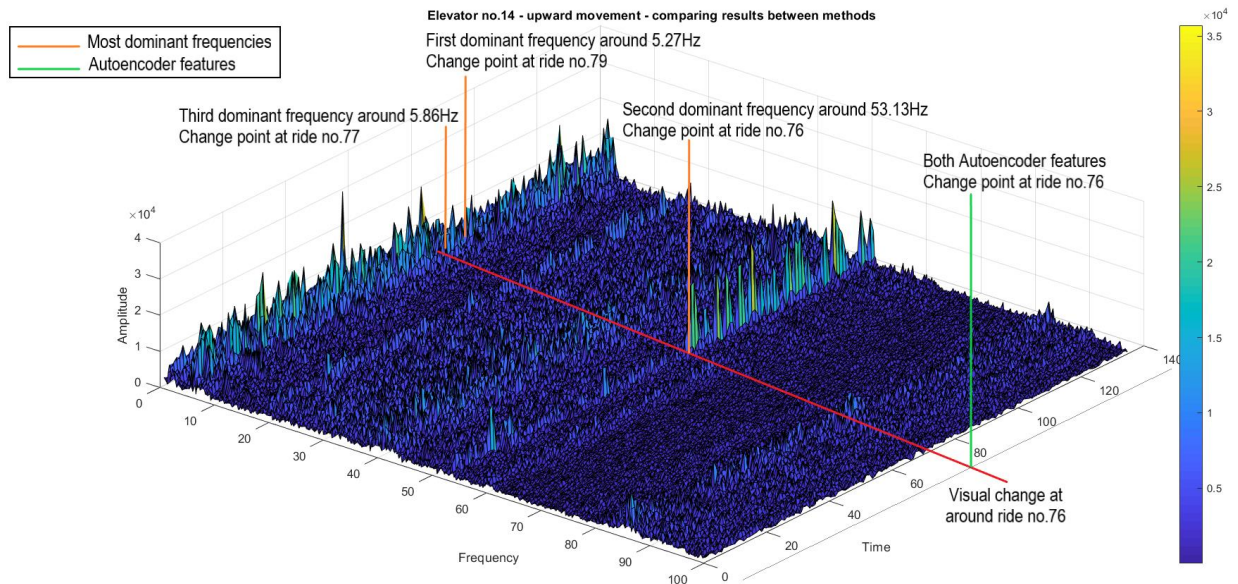 Elevator no.14 - upward movement - comparing results between methods
Most dominant frequencies
Autoencoder features
First dominant frequency around 5.27Hz
Change point at ride no.79
Third dominant frequency around 5.86Hz
Change point at ride no.77
Second dominant frequency around 53.13Hz
Change point at ride no.76
Both Autoencoder features
Change point at ride no.76
×10⁴
4
3
2
1
0
Amplitude
0
10
20
30
40
50
60
70
80
90
100
Frequency
0
20
40
60
80
100
120
140
Time
Visual change at
around ride no.76
×10⁴
3.5
3
2.5
2
1.5
1
0.5